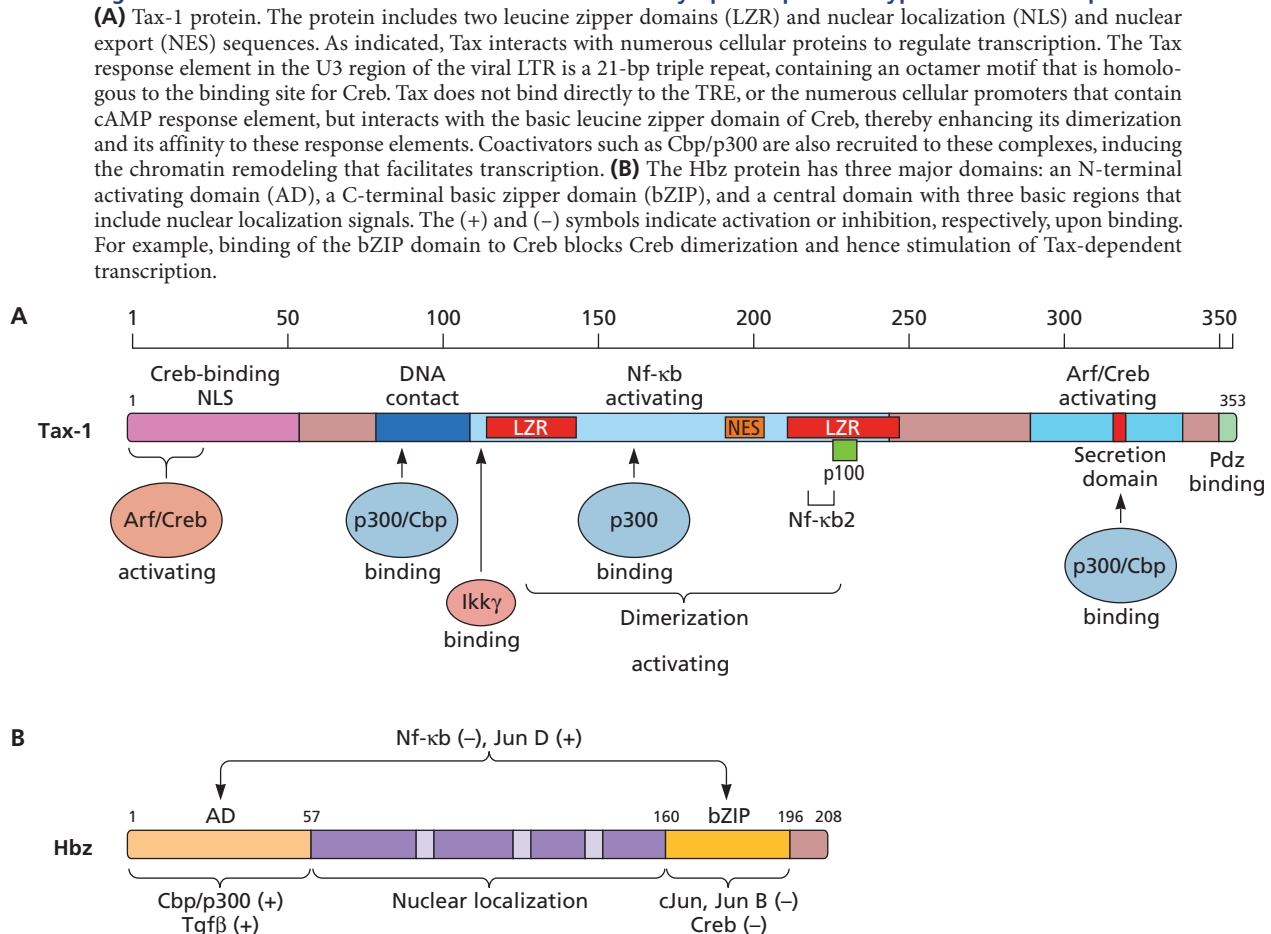 (A) Tax-1 protein. The protein includes two leucine zipper domains (LZR) and nuclear localization (NLS) and nuclear
export (NES) sequences. As indicated, Tax interacts with numerous cellular proteins to regulate transcription. The Tax
response element in the U3 region of the viral LTR is a 21-bp triple repeat, containing an octamer motif that is homolo-
gous to the binding site for Creb. Tax does not bind directly to the TRE, or the numerous cellular promoters that contain
cAMP response element, but interacts with the basic leucine zipper domain of Creb, thereby enhancing its dimerization
and its affinity to these response elements. Coactivators such as Cbp/p300 are also recruited to these complexes, inducing
the chromatin remodeling that facilitates transcription. (B) The Hbz protein has three major domains: an N-terminal
activating domain (AD), a C-terminal basic zipper domain (bZIP), and a central domain with three basic regions that
include nuclear localization signals. The (+) and (–) symbols indicate activation or inhibition, respectively, upon binding.
For example, binding of the bZIP domain to Creb blocks Creb dimerization and hence stimulation of Tax-dependent
transcription.
A
1 50 100 150 200 250 300 350
Creb-binding
NLS
DNA
contact
Nf-κb
activating
Arf/Creb
activating
1
353
Tax-1
LZR
NES
LZR
p100
Nf-κb2
Secretion
domain
Pdz
binding
Arf/Creb
activating
p300/Cbp
binding
Ikkγ
binding
p300
binding
Dimerization
activating
p300/Cbp
binding
B
Nf-κb (–), Jun D (+)
1
AD
57
160
bZIP
196
208
Hbz
Cbp/p300 (+)
Tgfβ (+)
Nuclear localization
cJun, Jun B (–)
Creb (–)